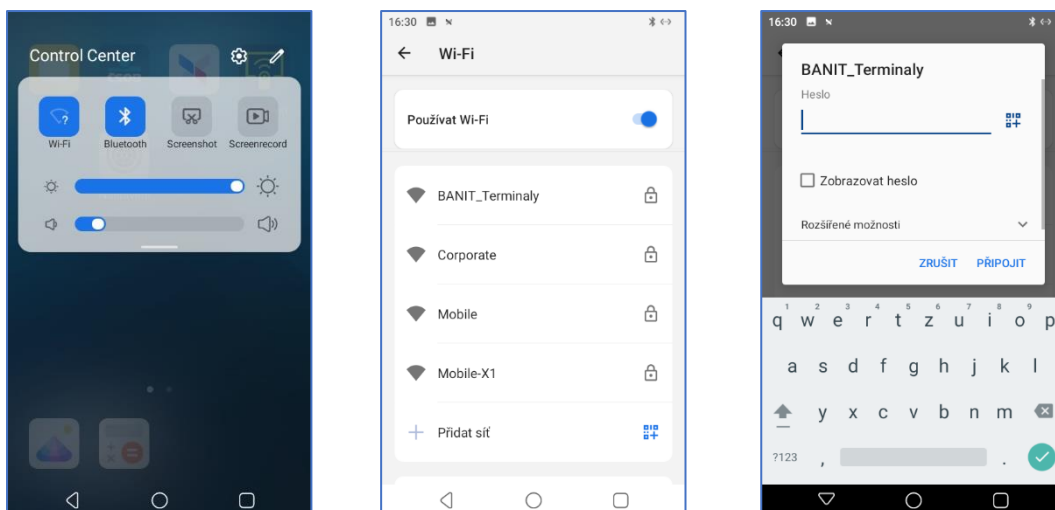 Control Center
Wi-Fi
Bluetooth
Screenshot
Screenrecord
16:30
Wi-Fi
Používat Wi-Fi
BANIT_Terminaly
Corporate
Mobile
Mobile-X1
Přidat síť
16:30
BANIT_Terminaly
Heslo
Zobrazovat heslo
Rozšířené možnosti
ZRUŠIT PŘIPOJIT
1 2 3 4 5 6 7 8 9
q w e r t z u i o p
a s d f g h j k l
y x c v b n m
?123 , .